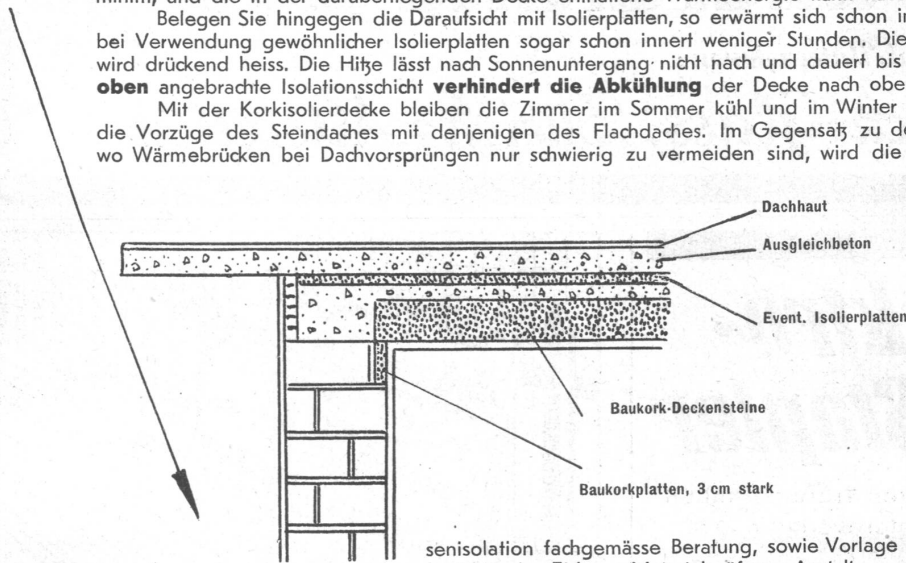 Belegen Sie hingegen die Daraufsicht mit Isolierplatten, so erwärmt sich schon
bei Verwendung gewöhnlicher Isolierplatten sogar schon innert weniger Stunden. Die
wird drückend heiss. Die Hitze lässt nach Sonnenuntergang nicht nach und dauert bis
oben angebrachte Isolationsschicht verhindert die Abkühlung der Decke nach obe
Mit der Korkisolierdecke bleiben die Zimmer im Sommer kühl und im Winter
die Vorzüge des Steindaches mit denjenigen des Flachdaches. Im Gegensatz zu
wo Wärmebrücken bei Dachvorsprüngen nur schwierig zu vermeiden sind, wird die
Dachhaut
Ausgleichbeton
Event. Isolierplatten
Baukork-Deckensteine
Baukorkplatten, 3 cm stark
senisolation fachgemässe Beratung, sowie Vorlage